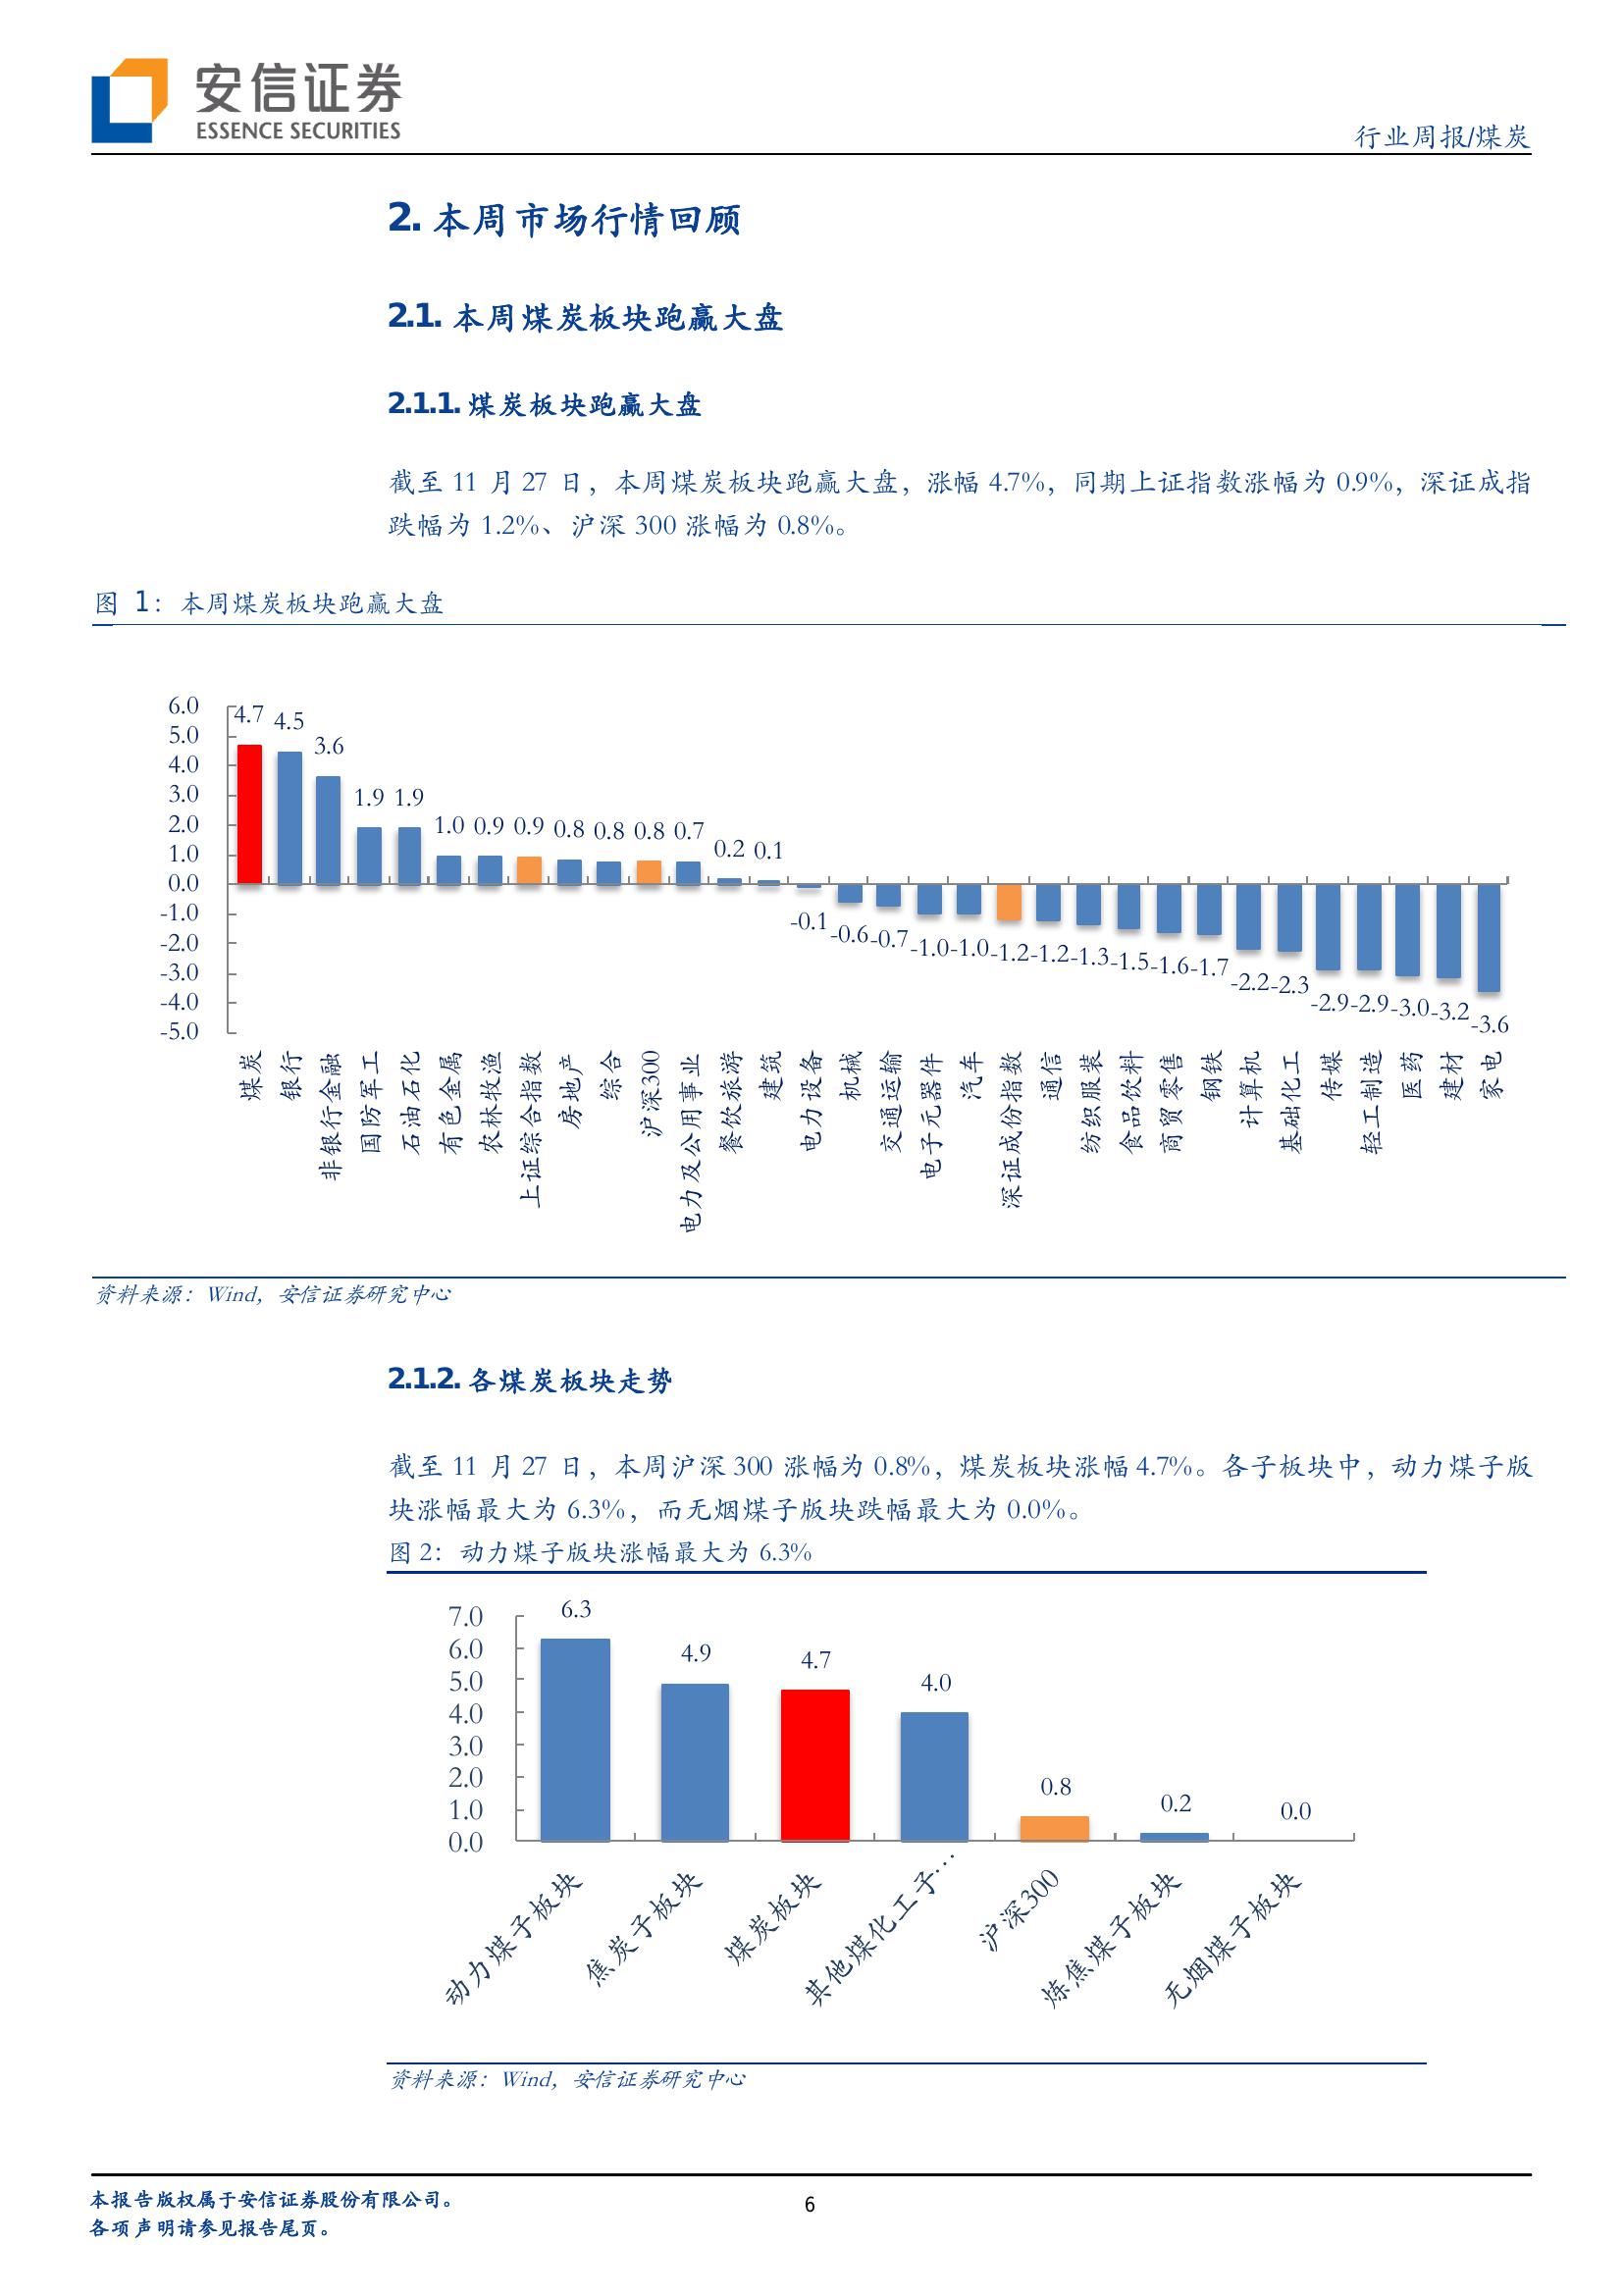 安信证券
ESSENCE SECURITIES
行业周报/煤炭
2. 本周市场行情回顾
2.1. 本周煤炭板块跑赢大盘
2.1.1. 煤炭板块跑赢大盘
截至 11 月 27 日，本周煤炭板块跑赢大盘，涨幅 4.7%，同期上证指数涨幅为 0.9%，深证成指
跌幅为 1.2%、沪深 300 涨幅为 0.8%。
图 1：本周煤炭板块跑赢大盘
6.0
5.0
4.0
3.0
2.0
1.0
0.0
-1.0
-2.0
-3.0
-4.0
-5.0
4.7 4.5 3.6 1.9 1.9 1.0 0.9 0.9 0.8 0.8 0.8 0.7 0.2 0.1
-0.1 -0.6 -0.7 -1.0 -1.0 -1.2 -1.2 -1.3 -1.5 -1.6 -1.7 -2.2 -2.3 -2.9 -2.9 -3.0 -3.2 -3.6
煤炭
银行
非银行金融
国防军工
石油石化
有色金属
农林牧渔
上证综合指数
房地产
综合
沪深300
电力及公用事业
餐饮旅游
建筑
电力设备
机械
交通运输
电子元器件
汽车
深证成份指数
通信
纺织服装
食品饮料
商贸零售
钢铁
计算机
基础化工
传媒
轻工制造
医药
建材
家电
资料来源：Wind，安信证券研究中心
2.1.2. 各煤炭板块走势
截至 11 月 27 日，本周沪深 300 涨幅为 0.8%，煤炭板块涨幅 4.7%。各子板块中，动力煤子版
块涨幅最大为 6.3%，而无烟煤子版块跌幅最大为 0.0%。
图 2：动力煤子版块涨幅最大为 6.3%
7.0
6.0
5.0
4.0
3.0
2.0
1.0
0.0
6.3 4.9 4.7 4.0 0.8 0.2 0.0
动力煤子板块
焦炭子板块
煤炭板块
其他煤化工子…
沪深300
炼焦煤子板块
无烟煤子板块
资料来源：Wind，安信证券研究中心
本报告版权属于安信证券股份有限公司。
各项声明请参见报告尾页。
6